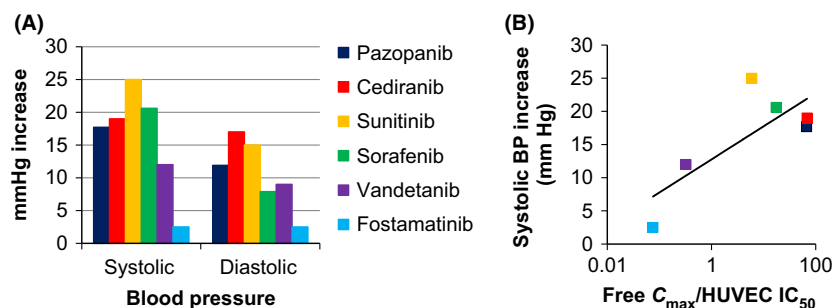 (A)
mmHg increase
30
25
20
15
10
5
0
Systolic
Diastolic
Blood pressure
Pazopanib
Cediranib
Sunitinib
Sorafenib
Vandetanib
Fostamatinib
(B)
Systolic BP increase
(mm Hg)
30
25
20
15
10
5
0
0.01
1
100
Free Cmax/HUVEC IC50